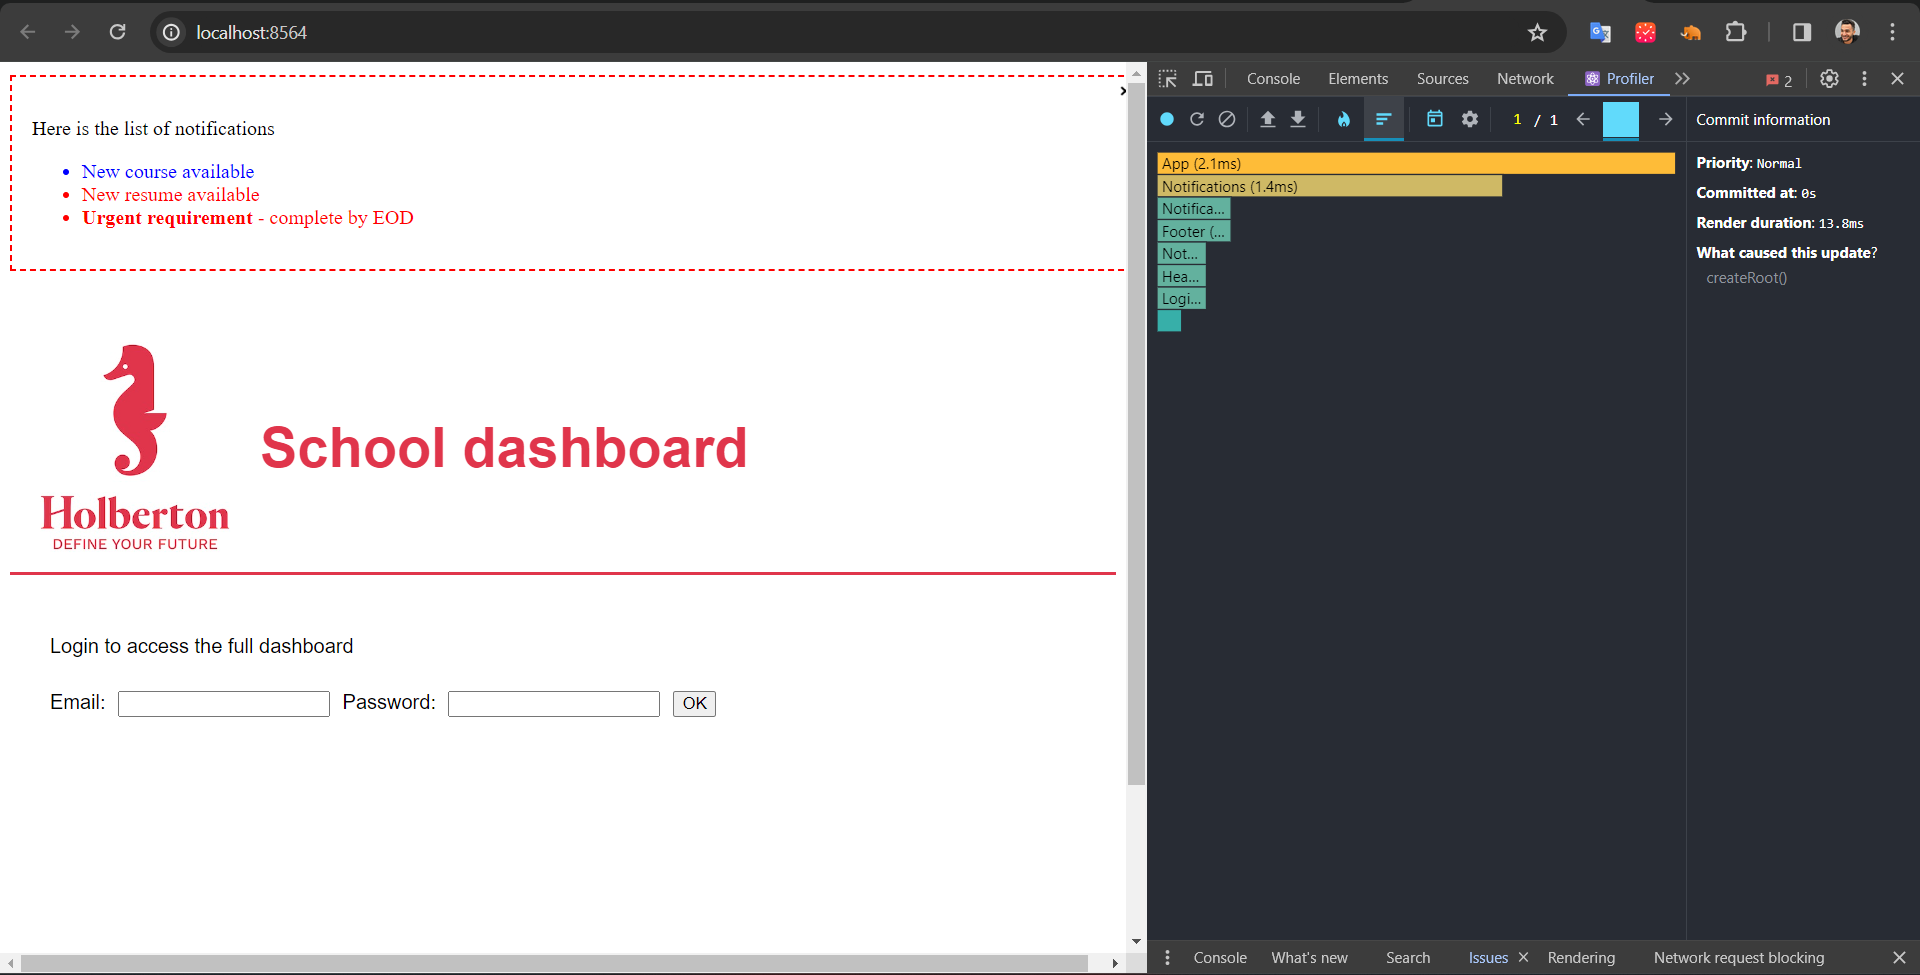 localhost:8564
Console Elements Sources Network Profiler 2
Here is the list of notifications
New course available
New resume available
Urgent requirement - complete by EOD
Holberton
DEFINE YOUR FUTURE
School dashboard
Login to access the full dashboard
Email: Password: OK
1 / 1
App (2.1ms)
Notifications (1.4ms)
Notifica...
Footer (...
Not...
Hea...
Logi...
Commit information
Priority: Normal
Committed at: 0s
Render duration: 13.8ms
What caused this update?
createRoot()
Console What's new Search Issues Rendering Network request blocking